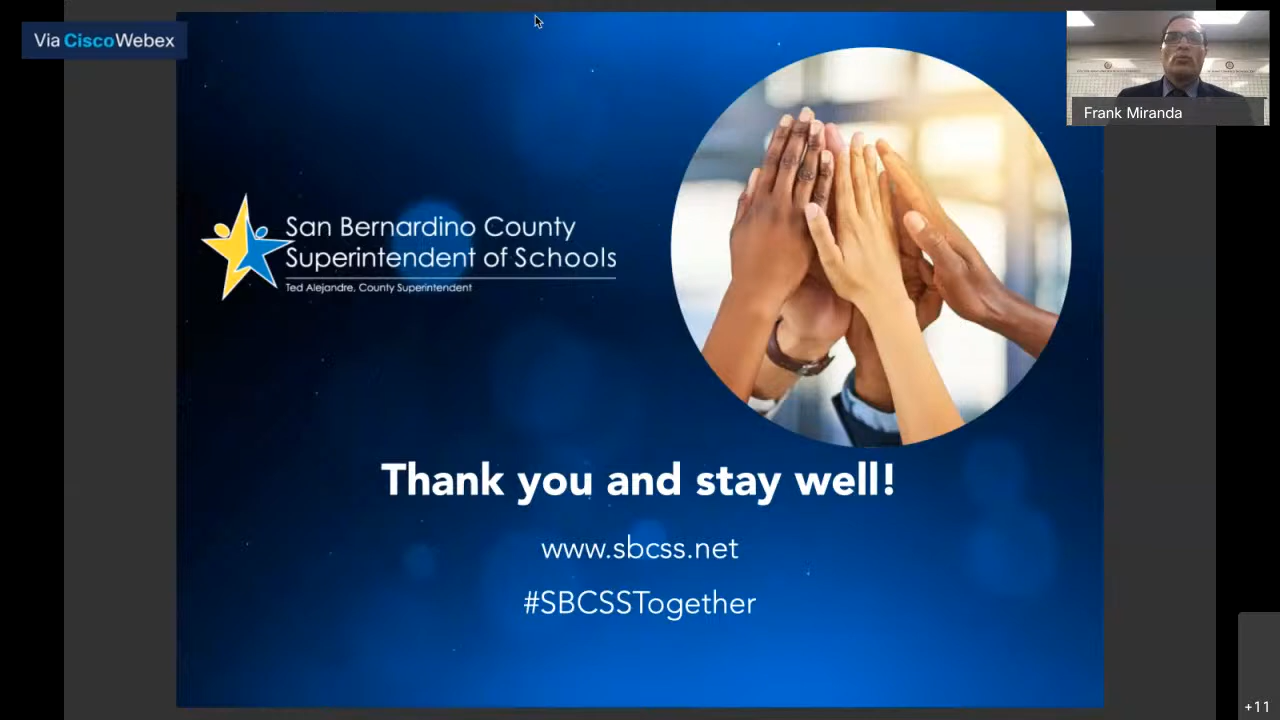 Via CiscoWebex
Frank Miranda
San Bernardino County
Superintendent of Schools
Ted Alejandre, County Superintendent
Thank you and stay well!
www.sbcss.net
#SBCSSTogether
+11